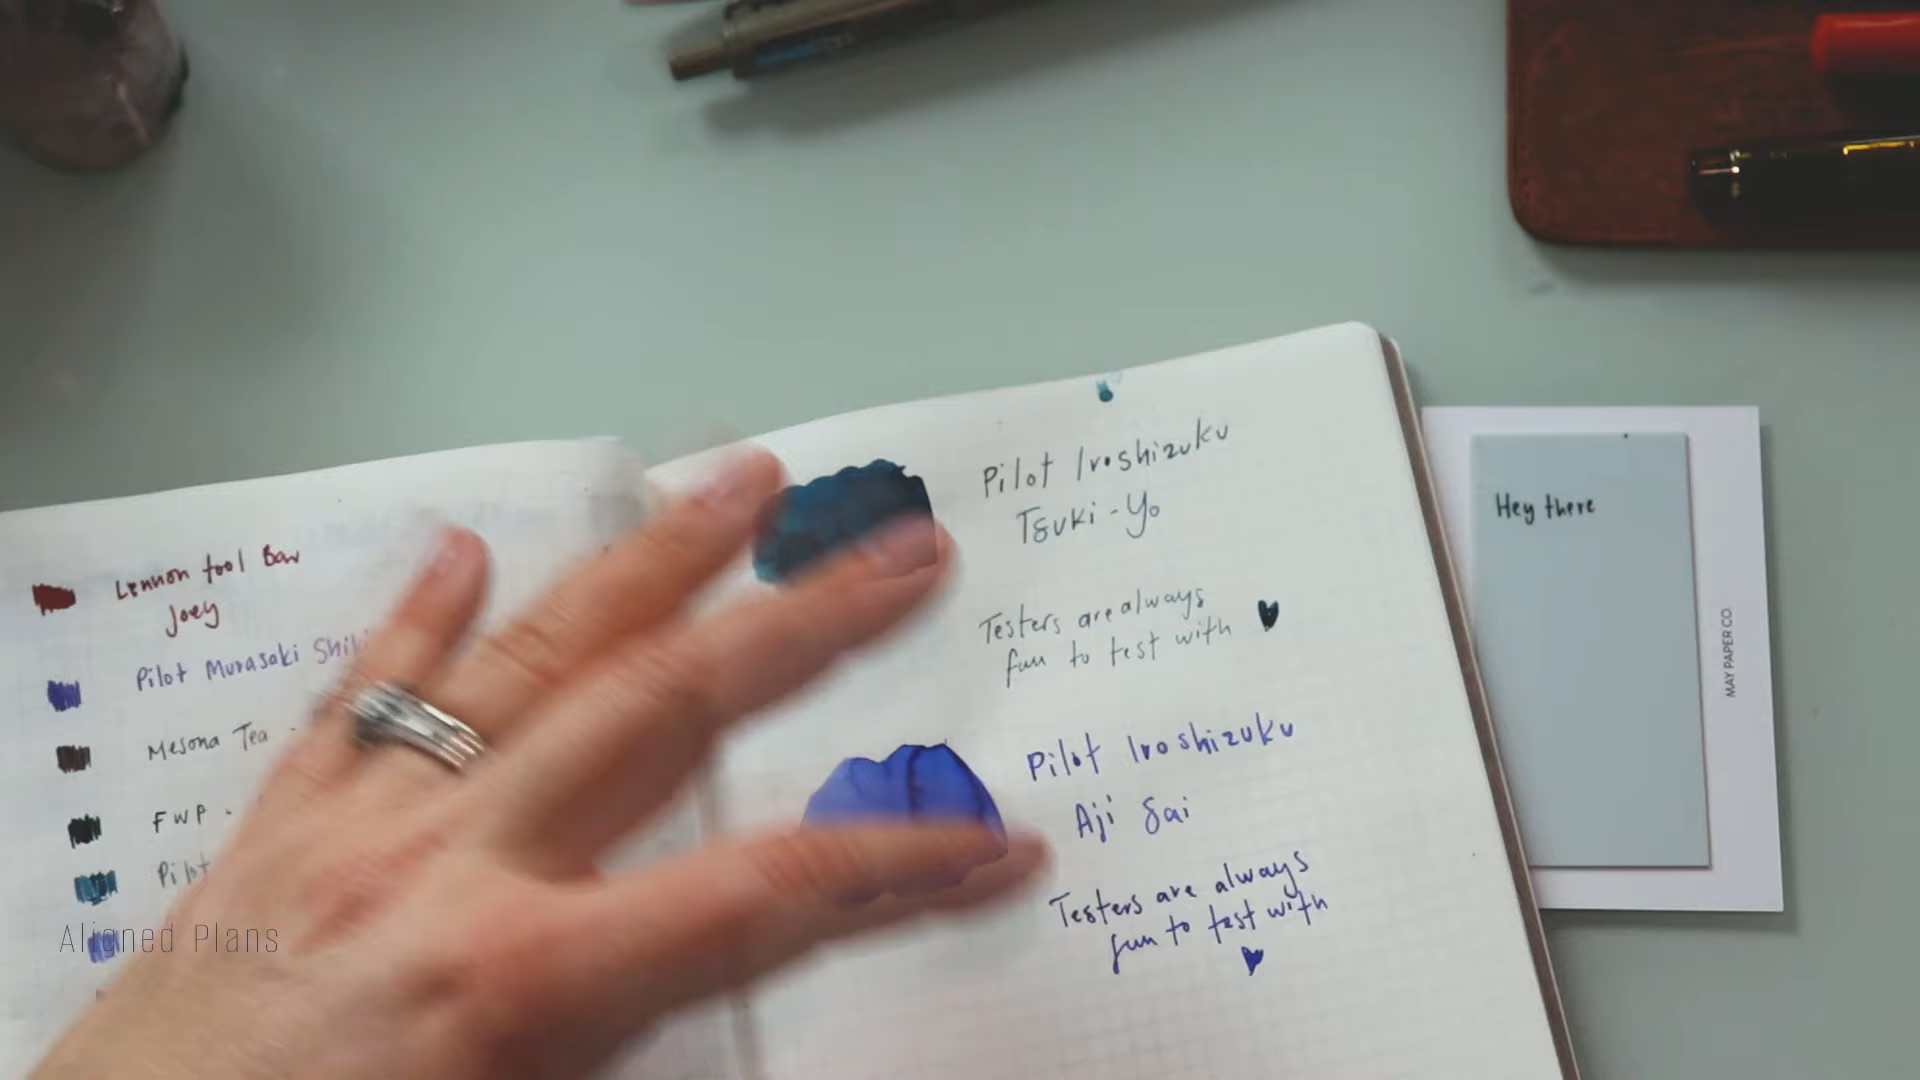 Lennon tool Bar
Joey
Pilot Murasaki Shiki
Mesona Tea -
FWP -
Pilot
Aligned Plans
Pilot Iroshizuku
Tsuki-Yo
Testers are always
fun to test with
Pilot Iroshizuku
Aji Sai
Testers are always
fun to test with
Hey there
MAY PAPER CO.